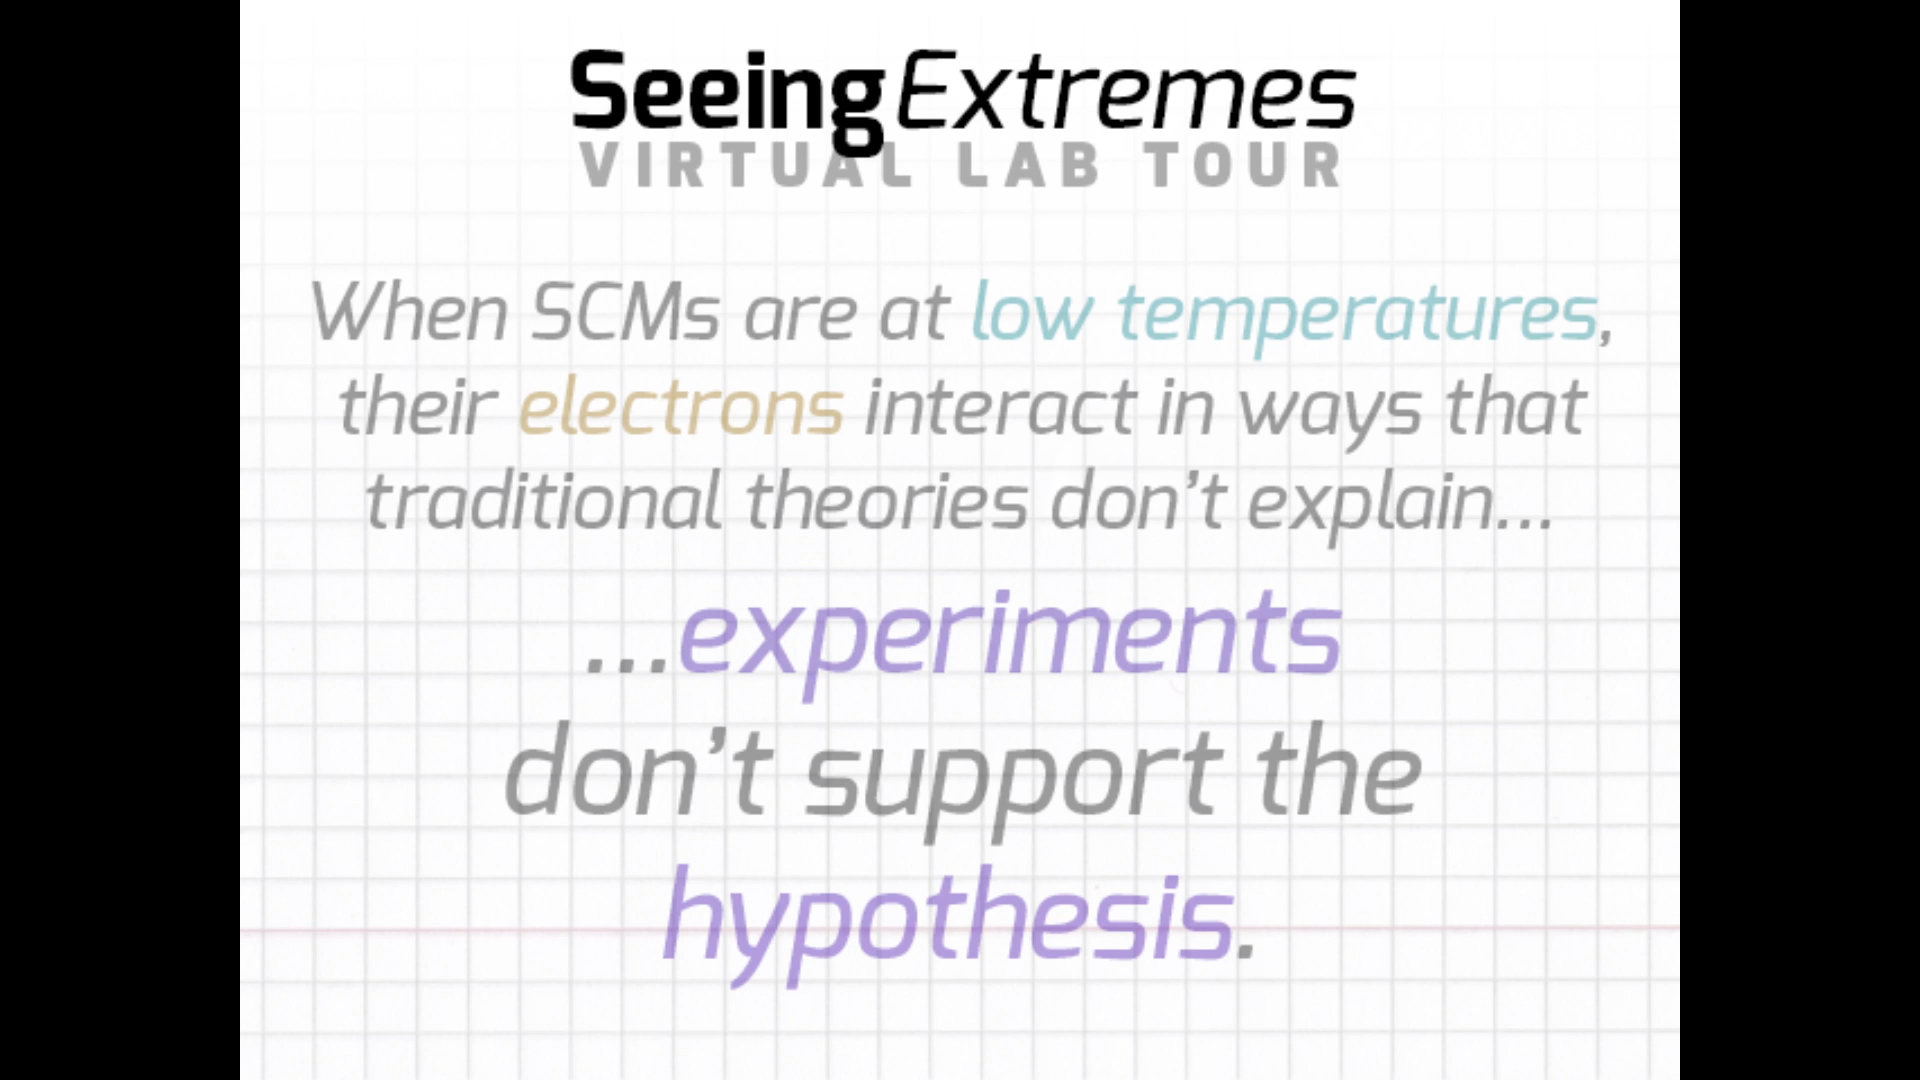 SeeingExtremes
VIRTUAL LAB TOUR
When SCMs are at low temperatures,
their electrons interact in ways that
traditional theories don’t explain...
...experiments
don’t support the
hypothesis.